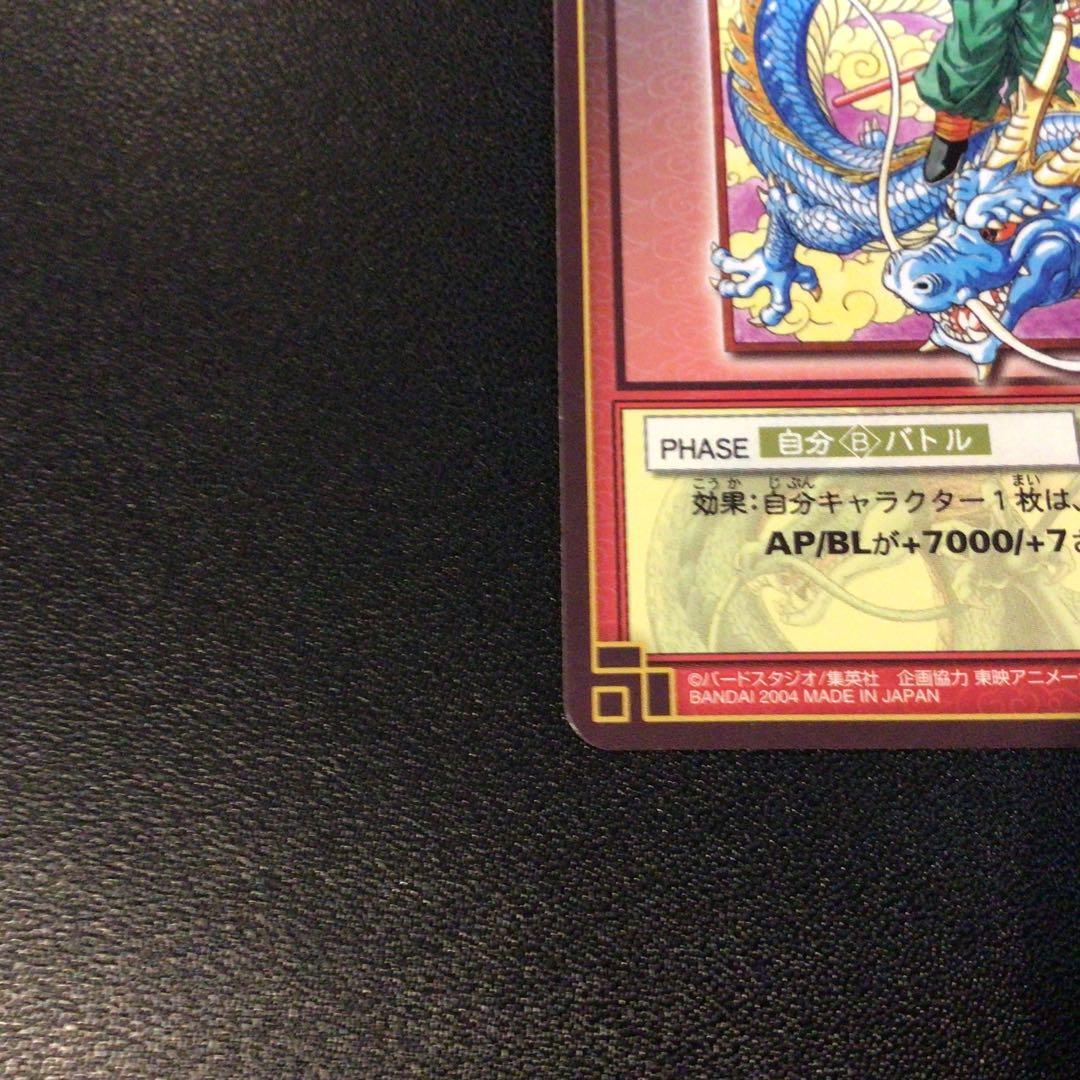 PHASE 自分Bバトル
こうか じぶん まい
効果:自分キャラクター1枚は、
AP/BLが+7000/+7さ
©バードスタジオ/集英社 企画協力 東映アニメー
BANDAI 2004 MADE IN JAPAN